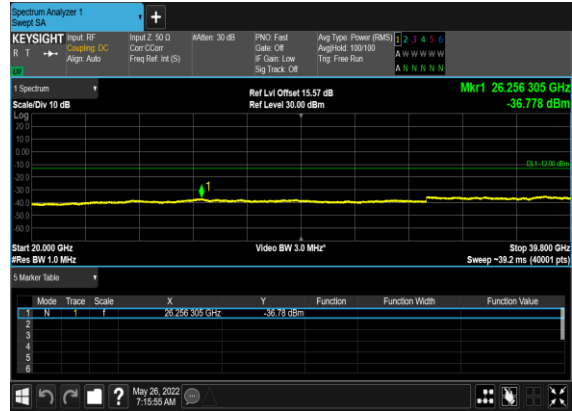 Spectrum Analyzer 1
Swept SA
KEYSIGHT
R T
Input: RF
Coupling: DC
Align: Auto
Input Z: 50 Ω
Corr CCorr
Freq Ref: Int (S)
#Atten: 30 dB
PNO: Fast
Gate: Off
IF Gain: Low
Sig Track: Off
Avg Type: Power (RMS)
Avg|Hold: 100/100
Trig: Free Run
1 2 3 4 5 6
A W W W W W
A N N N N N
1 Spectrum
Scale/Div 10 dB
Ref Lvl Offset 15.57 dB
Ref Level 30.00 dBm
Mkr1 26.256 305 GHz
-36.778 dBm
Log
20.0
10.0
0.00
-10.0
DL1 -13.00 dBm
-20.0
-30.0
1
-40.0
-50.0
-60.0
Start 20.000 GHz
Video BW 3.0 MHz*
Stop 39.800 GHz
#Res BW 1.0 MHz
Sweep ~39.2 ms (40001 pts)
5 Marker Table
Mode Trace Scale X Y Function Function Width Function Value
1 N 1 f 26.256 305 GHz -36.78 dBm
2
3
4
5
6
? May 26, 2022
7:15:55 AM